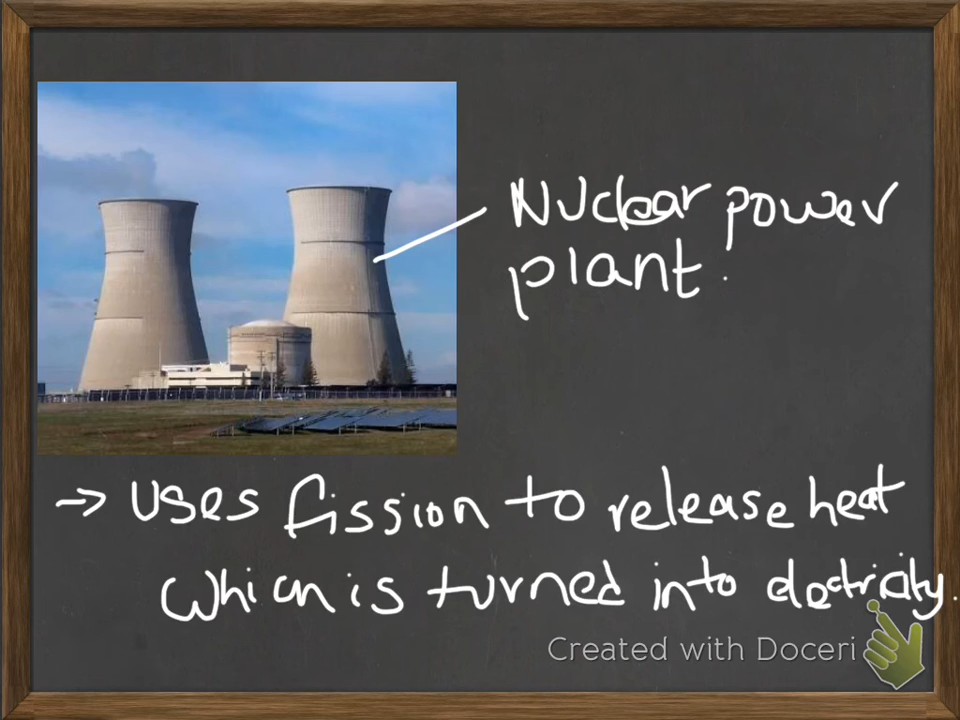 Nuclear power
plant.
→ Uses fission to release heat
which is turned into electricity.
Created with Doceri